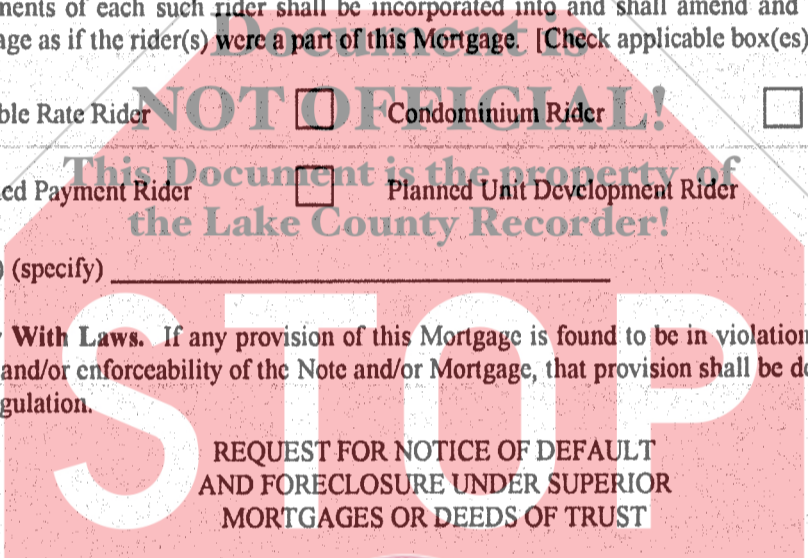 ments of each such rider shall be incorporated into and shall amend and
age as if the rider(s) were a part of this Mortgage. [Check applicable box(es)
Document is
ble Rate Rider Condominium Rider
NOT OFFICIAL!
This Document is the property of
ed Payment Rider Planned Unit Development Rider
the Lake County Recorder!
) (specify)
With Laws. If any provision of this Mortgage is found to be in violation
and/or enforceability of the Note and/or Mortgage, that provision shall be de
gulation.
STOP
REQUEST FOR NOTICE OF DEFAULT
AND FORECLOSURE UNDER SUPERIOR
MORTGAGES OR DEEDS OF TRUST